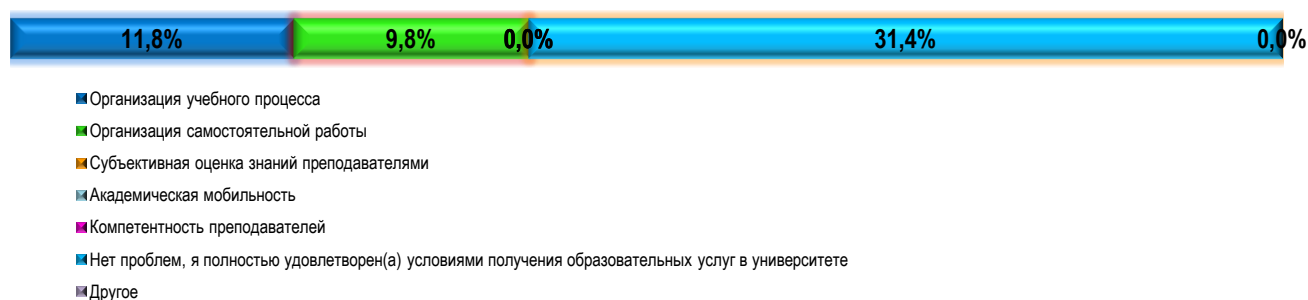 11,8% 9,8% 0,0% 31,4% 0,0%
Организация учебного процесса
Организация самостоятельной работы
Субъективная оценка знаний преподавателями
Академическая мобильность
Компетентность преподавателей
Нет проблем, я полностью удовлетворен(а) условиями получения образовательных услуг в университете
Другое